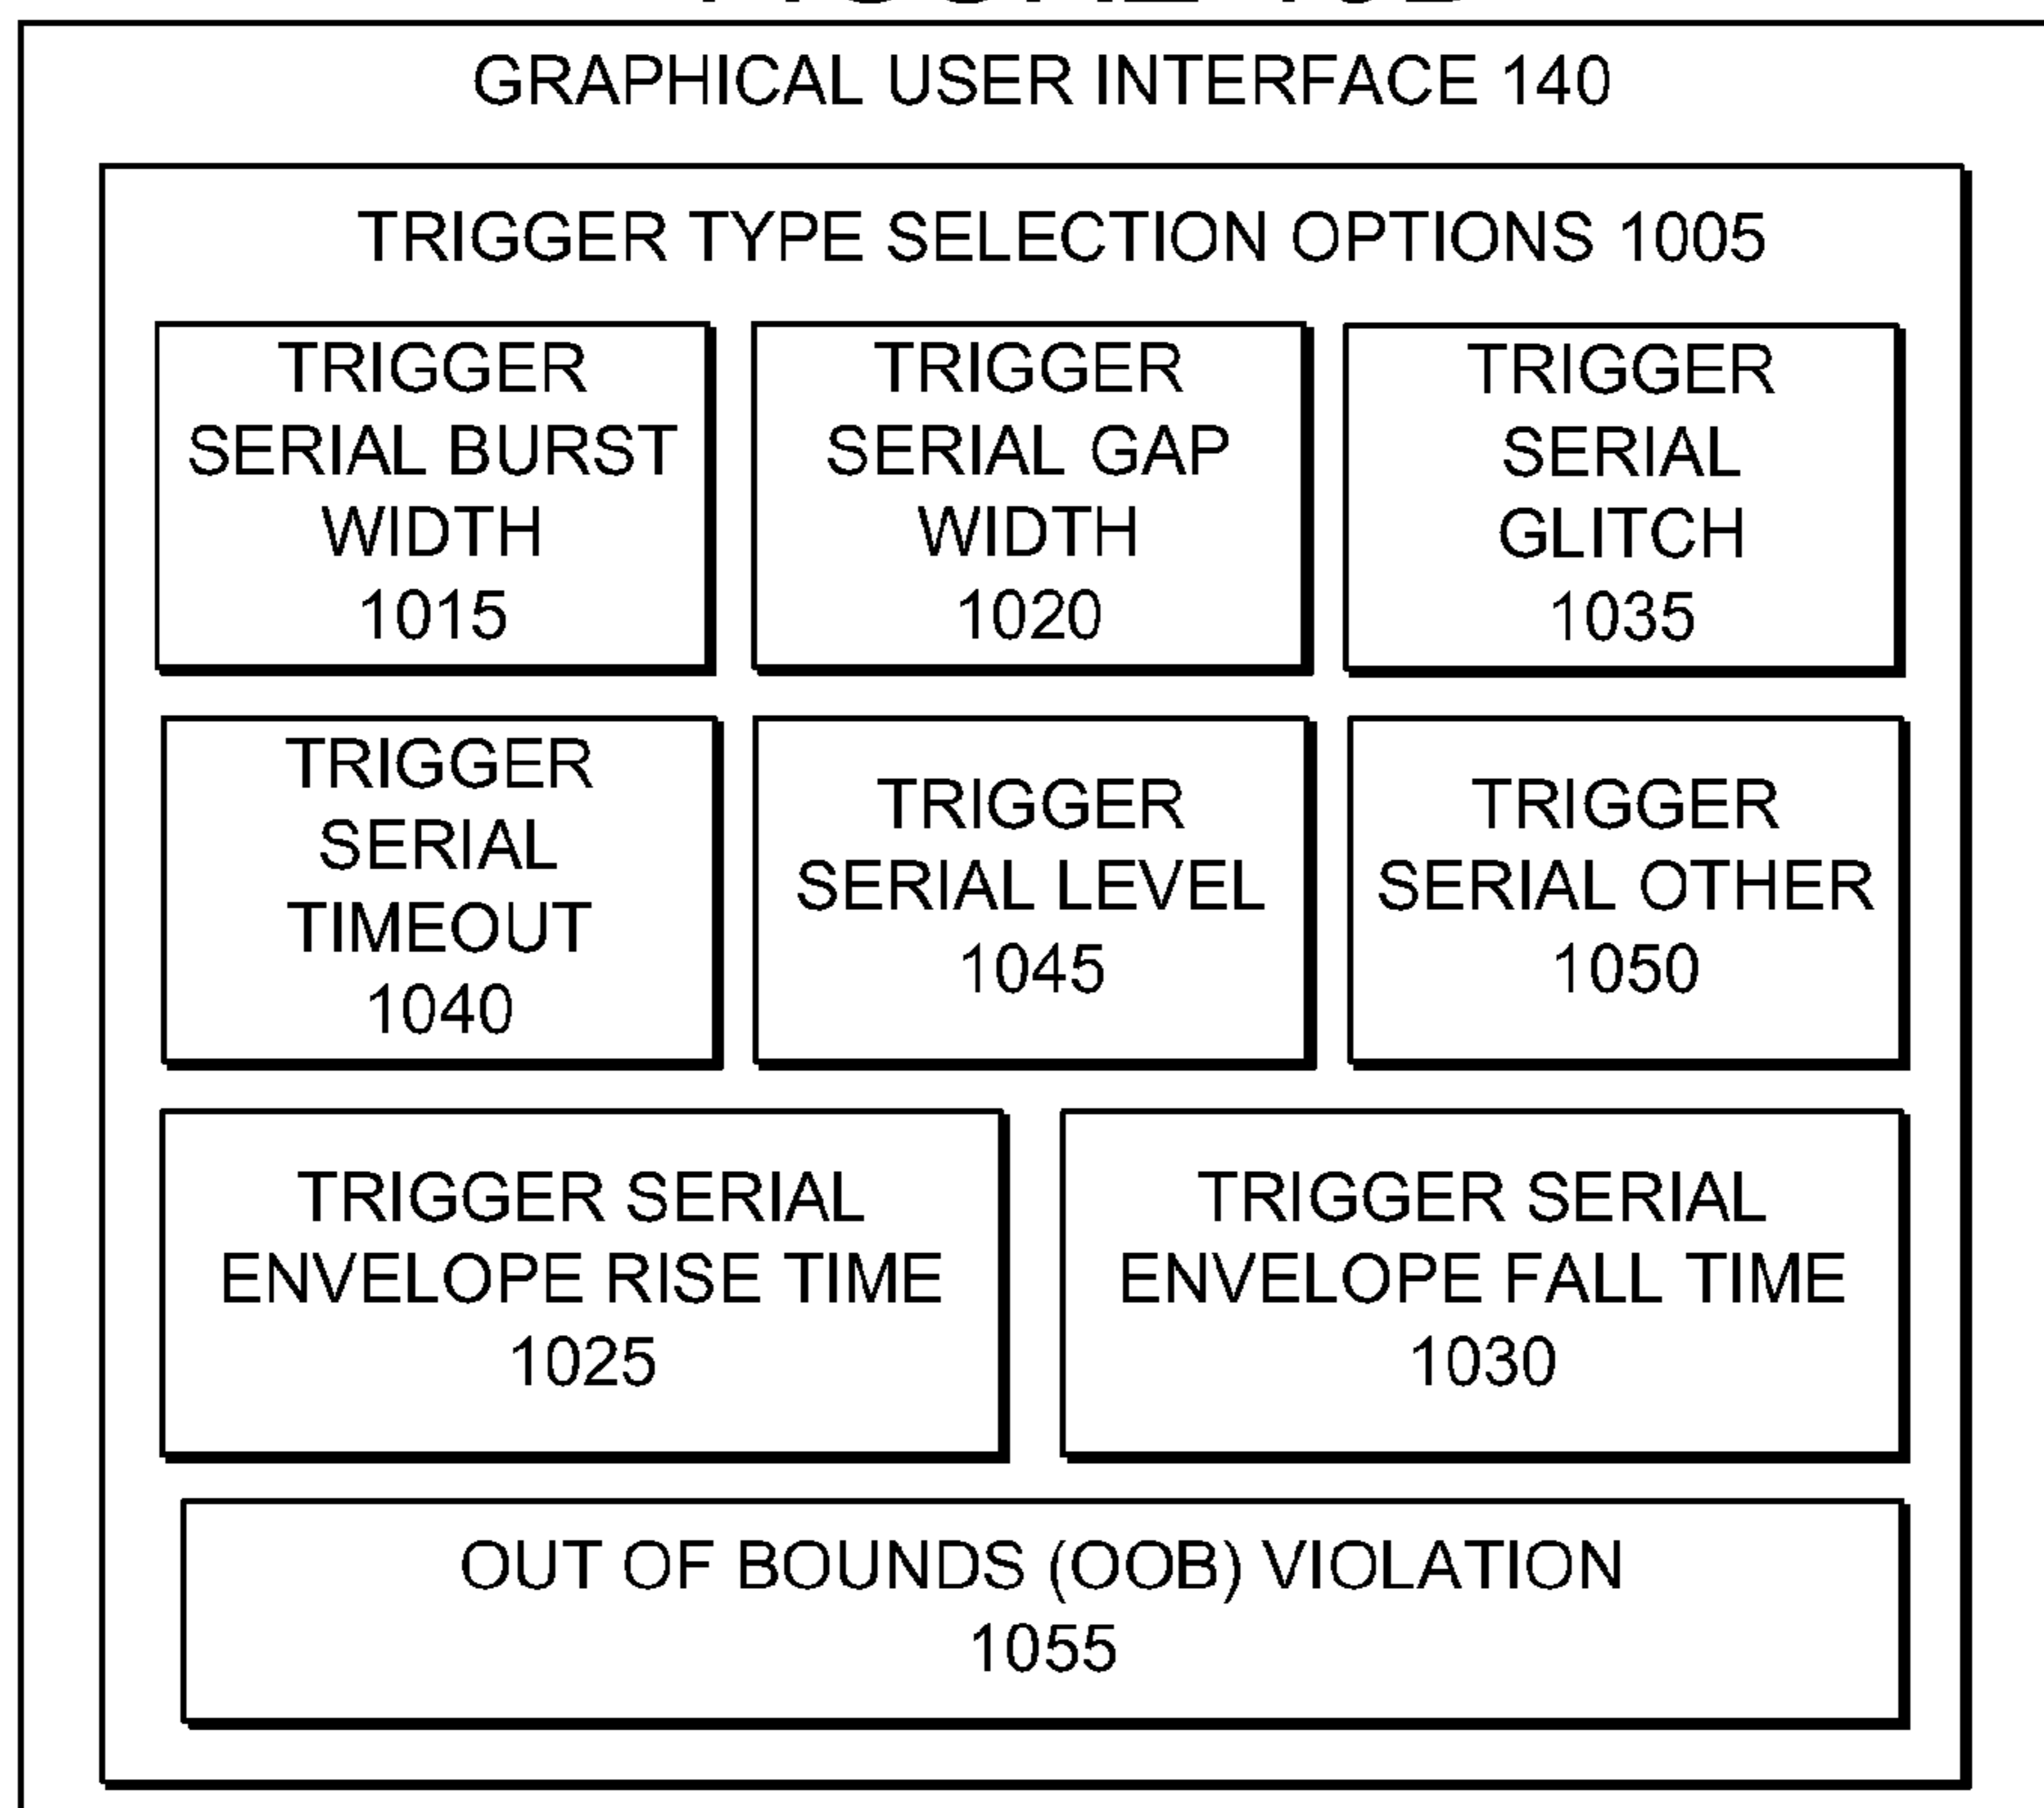 GRAPHICAL USER INTERFACE 140
TRIGGER TYPE SELECTION OPTIONS 1005
TRIGGER
SERIAL BURST
WIDTH
1015
TRIGGER
SERIAL GAP
WIDTH
1020
TRIGGER
SERIAL
GLITCH
1035
TRIGGER
SERIAL
TIMEOUT
1040
TRIGGER
SERIAL LEVEL
1045
TRIGGER
SERIAL OTHER
1050
TRIGGER SERIAL
ENVELOPE RISE TIME
1025
TRIGGER SERIAL
ENVELOPE FALL TIME
1030
OUT OF BOUNDS (OOB) VIOLATION
1055